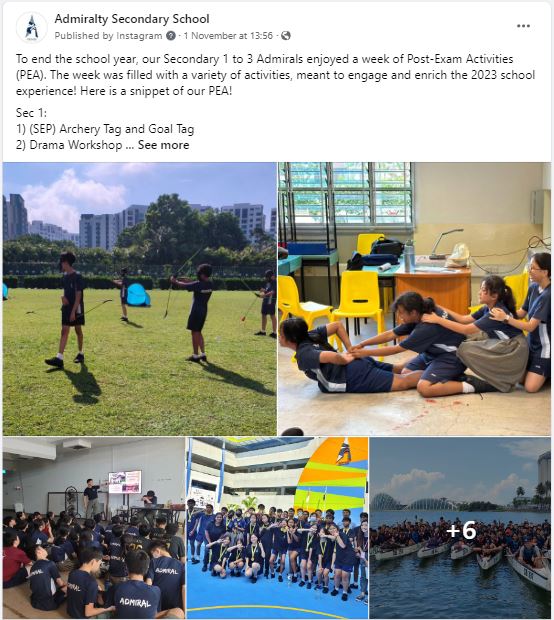 Admiralty Secondary School
Published by Instagram · 1 November at 13:56 ·
To end the school year, our Secondary 1 to 3 Admirals enjoyed a week of Post-Exam Activities
(PEA). The week was filled with a variety of activities, meant to engage and enrich the 2023 school
experience! Here is a snippet of our PEA!
Sec 1:
1) (SEP) Archery Tag and Goal Tag
2) Drama Workshop ... See more
ADMIRAL
ADMIRAL
+6